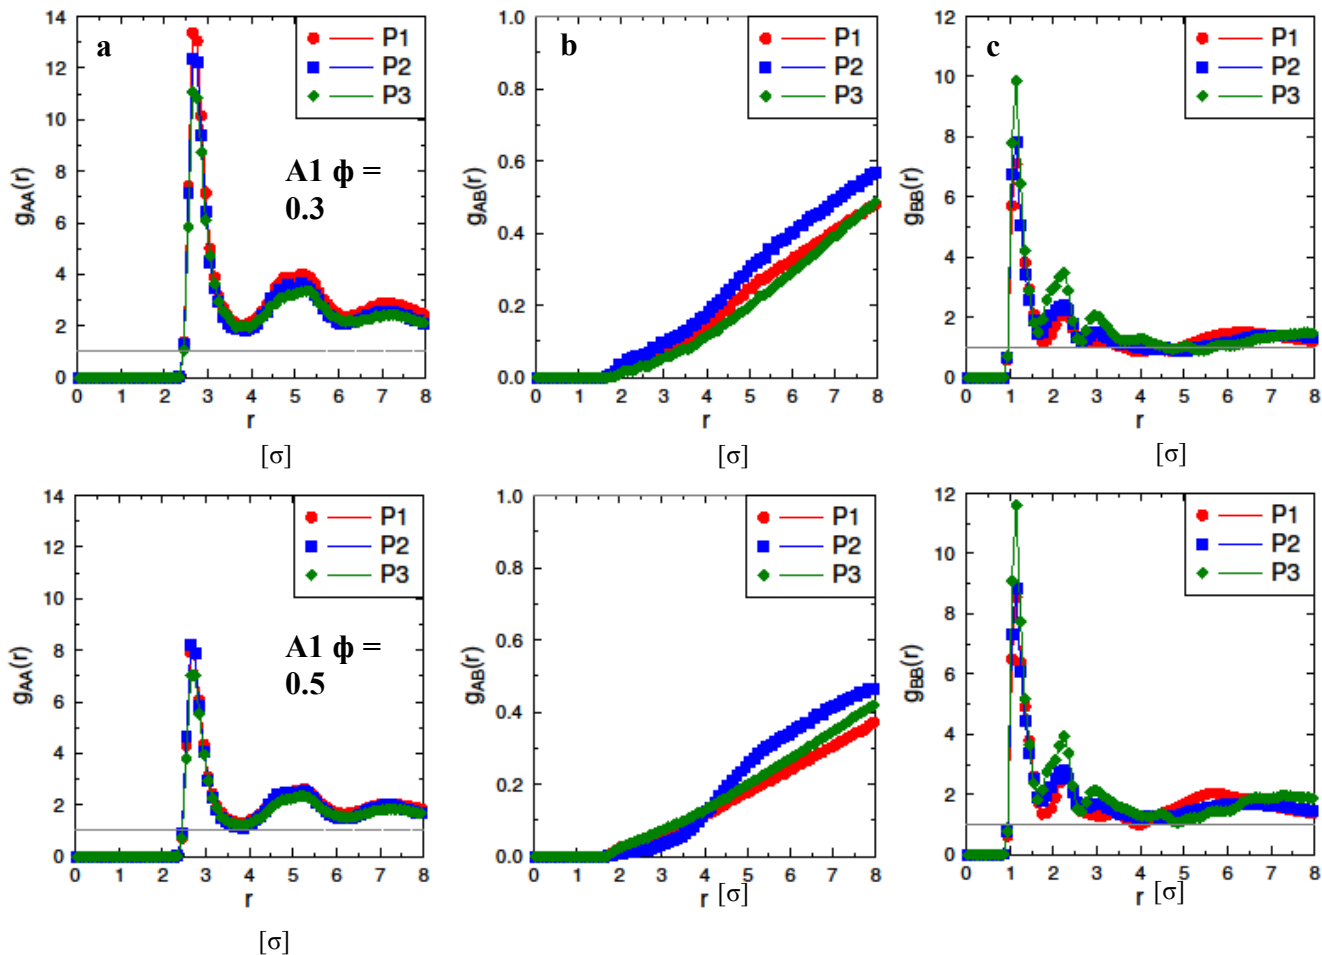 a
P1
P2
P3
A1 ϕ =
0.3
14
12
10
8
6
4
2
0
gAA(r)
0 1 2 3 4 5 6 7 8
r
[σ]
b
P1
P2
P3
1.0
0.8
0.6
0.4
0.2
0.0
gAB(r)
0 1 2 3 4 5 6 7 8
r
[σ]
c
P1
P2
P3
12
10
8
6
4
2
0
gBB(r)
0 1 2 3 4 5 6 7 8
r
[σ]
P1
P2
P3
A1 ϕ =
0.5
14
12
10
8
6
4
2
0
gAA(r)
0 1 2 3 4 5 6 7 8
r
[σ]
P1
P2
P3
1.0
0.8
0.6
0.4
0.2
0.0
gAB(r)
0 1 2 3 4 5 6 7 8
r [σ]
P1
P2
P3
12
10
8
6
4
2
0
gBB(r)
0 1 2 3 4 5 6 7 8
r [σ]